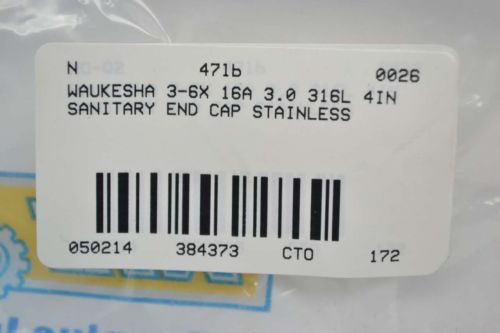 N 471b 0026
WAUKESHA 3-6X 16A 3.0 316L 4IN
SANITARY END CAP STAINLESS
050214 384373 CTO 172